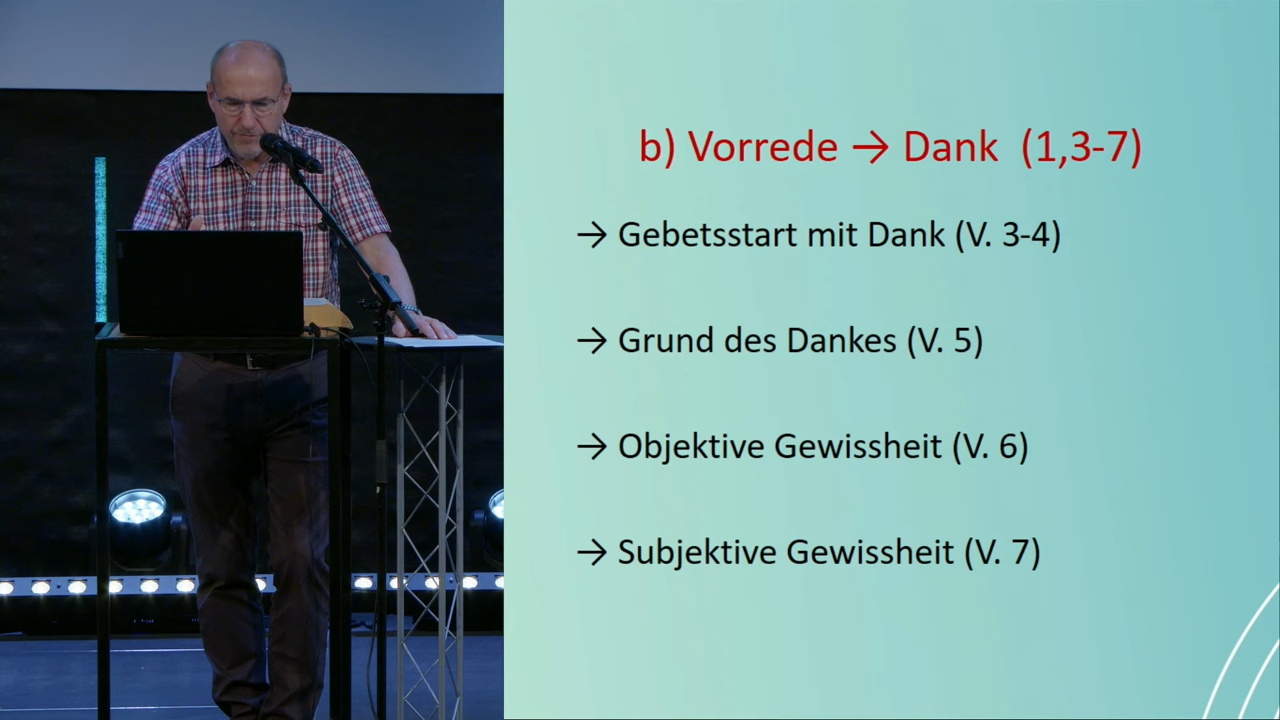 b) Vorrede → Dank (1,3-7)
→ Gebetsstart mit Dank (V. 3-4)
→ Grund des Dankes (V. 5)
→ Objektive Gewissheit (V. 6)
→ Subjektive Gewissheit (V. 7)